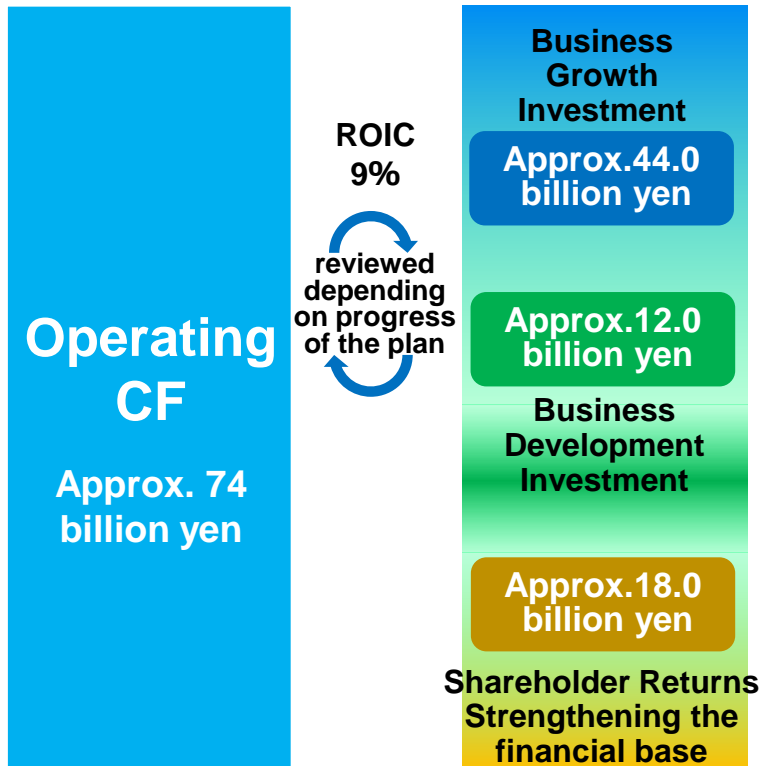 Operating
CF
Approx. 74
billion yen
ROIC
9%
reviewed
depending
on progress
of the plan
Business
Growth
Investment
Approx.44.0
billion yen
Approx.12.0
billion yen
Business
Development
Investment
Approx.18.0
billion yen
Shareholder Returns
Strengthening the
financial base